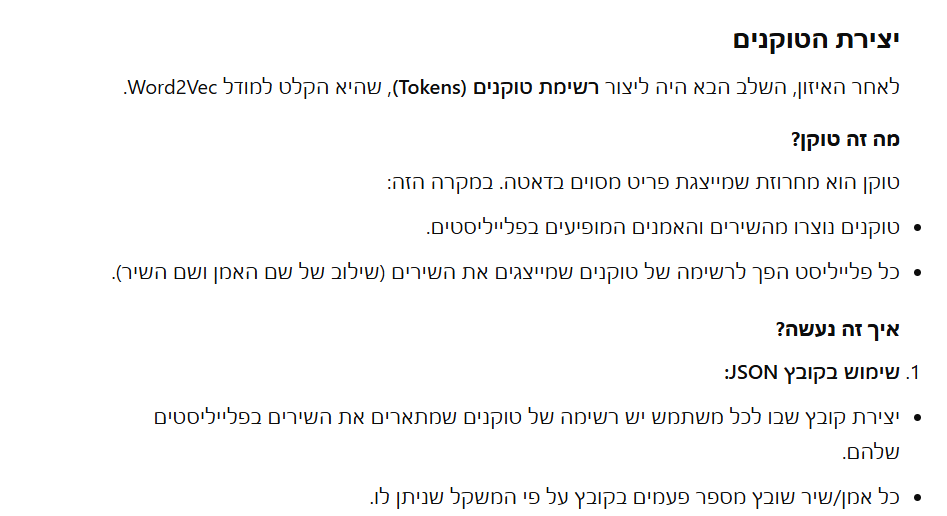 יצירת הטוקנים
לאחר האיזון, השלב הבא היה ליצור רשימת טוקנים (Tokens), שהיא הקלט למודל Word2Vec.
מה זה טוקן?
טוקן הוא מחרוזת שמייצגת פריט מסוים בדאטה. במקרה הזה:
• טוקנים נוצרו מהשירים והאמנים המופיעים בפלייליסטים.
• כל פלייליסט הפך לרשימה של טוקנים שמייצגים את השירים (שילוב של שם האמן ושם השיר).
איך זה נעשה?
1. שימוש בקובץ JSON:
• יצירת קובץ שבו לכל משתמש יש רשימה של טוקנים שמתארים את השירים בפלייליסטים
שלהם.
• כל אמן/שיר שובץ מספר פעמים בקובץ על פי המשקל שניתן לו.